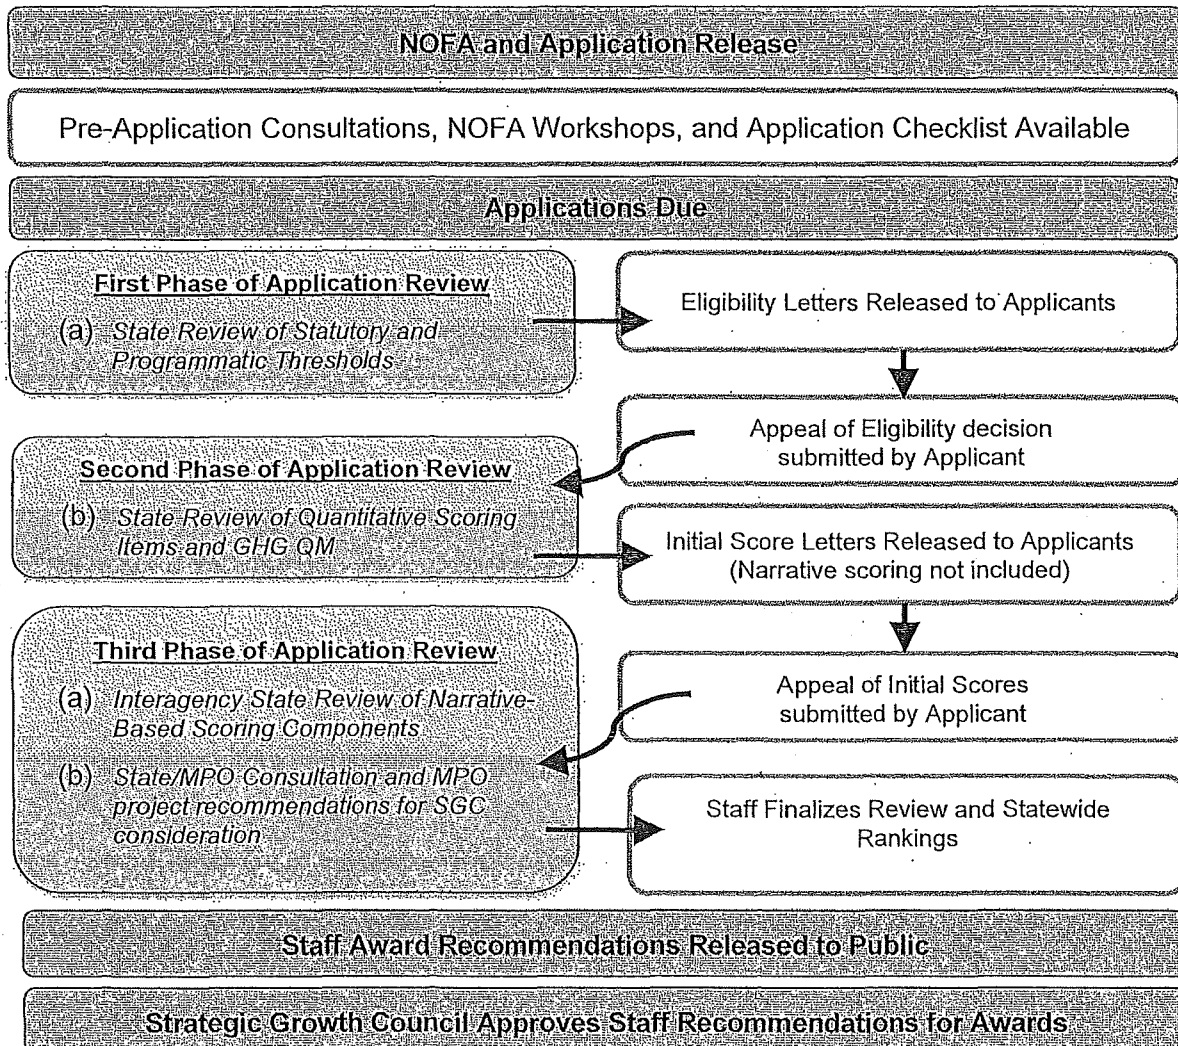 NOFA and Application Release
Pre-Application Consultations, NOFA Workshops, and Application Checklist Available
Applications Due
First Phase of Application Review
(a) State Review of Statutory and
Programmatic Thresholds
Eligibility Letters Released to Applicants
Appeal of Eligibility decision
submitted by Applicant
Second Phase of Application Review
(b) State Review of Quantitative Scoring
Items and GHG QM
Initial Score Letters Released to Applicants
(Narrative scoring not included)
Third Phase of Application Review
(a) Interagency State Review of Narrative-
Based Scoring Components
(b) State/MPO Consultation and MPO
project recommendations for SGC
consideration
Appeal of Initial Scores
submitted by Applicant
Staff Finalizes Review and Statewide
Rankings
Staff Award Recommendations Released to Public
Strategic Growth Council Approves Staff Recommendations for Awards